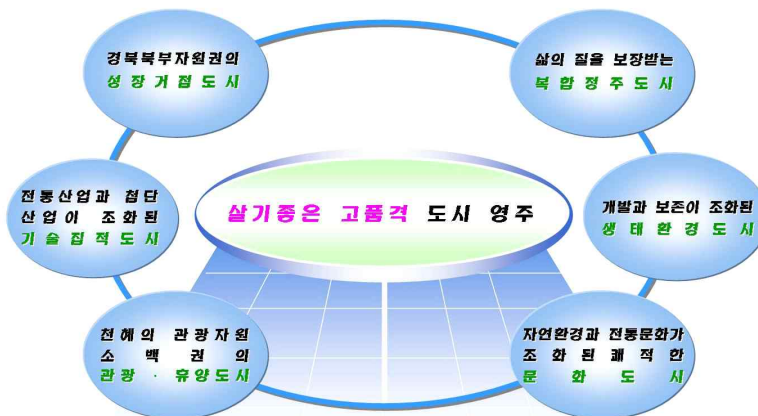 경북북부자원권의
성장거점도시
삶의 질을 보장받는
복합정주도시
전통산업과 첨단
산업이 조화된
기술집적도시
살기좋은 고품격 도시 영주
개발과 보존이 조화된
생태환경도시
천혜의 관광자원
소백권의
관광 · 휴양도시
자연환경과 전통문화가
조화된 쾌적한
문화도시